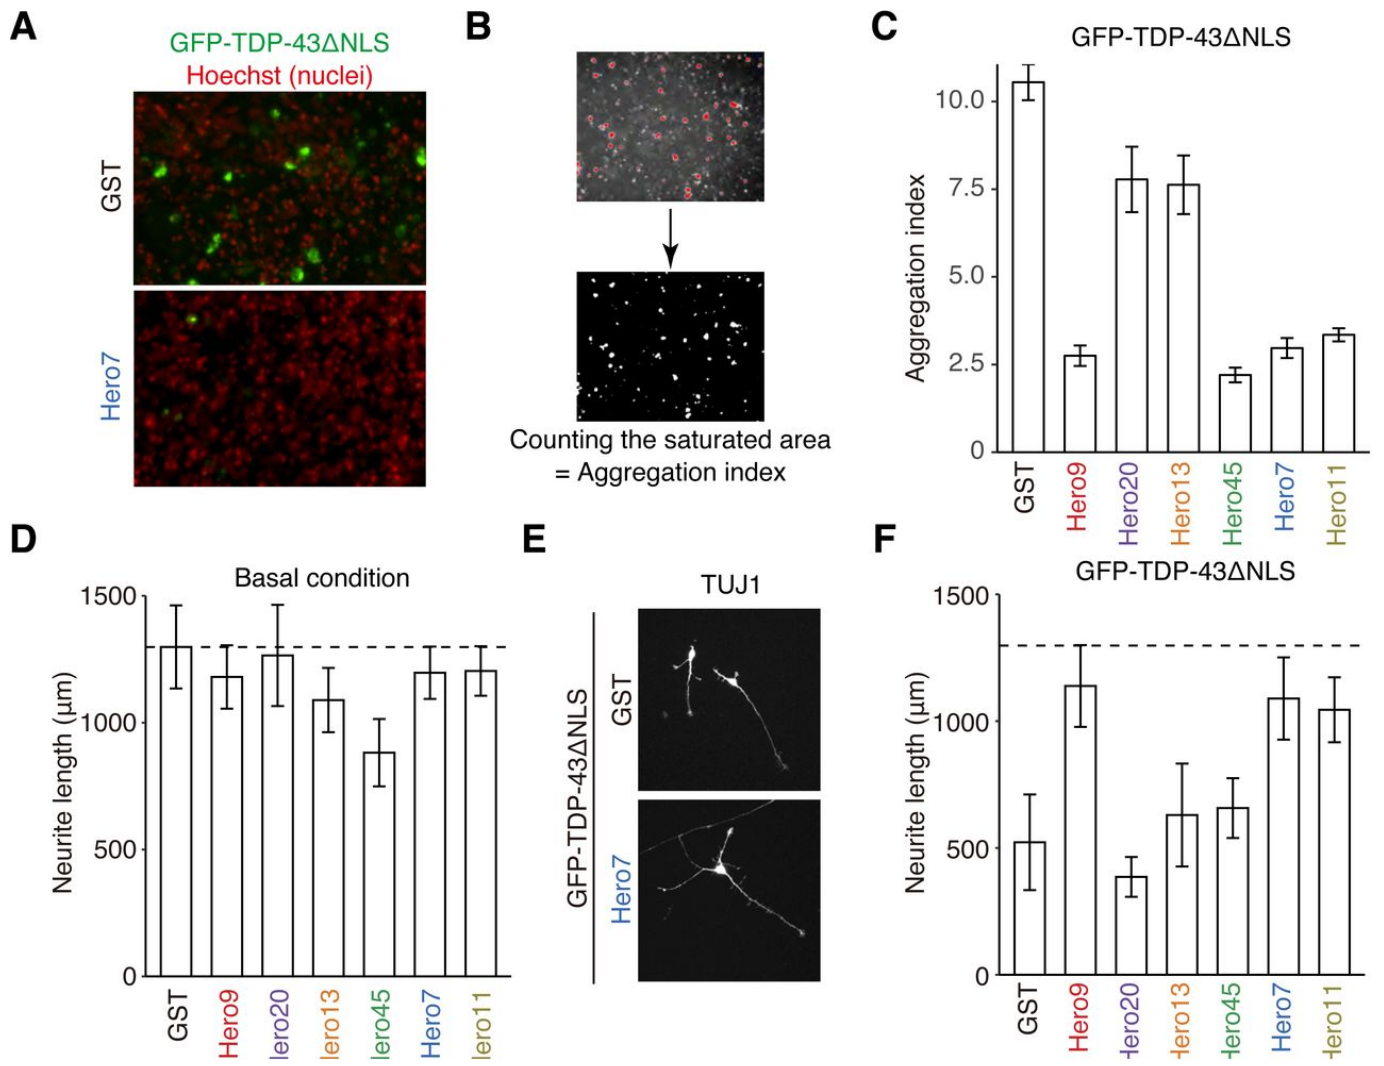 A
GFP-TDP-43ΔNLS
Hoechst (nuclei)
GST
Hero7
B
Counting the saturated area
= Aggregation index
C
GFP-TDP-43ΔNLS
Aggregation index
10.0
7.5
5.0
2.5
0
GST
Hero9
Hero20
Hero13
Hero45
Hero7
Hero11
D
Basal condition
Neurite length (µm)
1500
1000
500
0
GST
Hero9
lero20
lero13
lero45
Hero7
lero11
E
TUJ1
GFP-TDP-43ΔNLS
GST
Hero7
F
GFP-TDP-43ΔNLS
Neurite length (µm)
1500
1000
500
0
GST
Hero9
Hero20
Hero13
Hero45
Hero7
Hero11